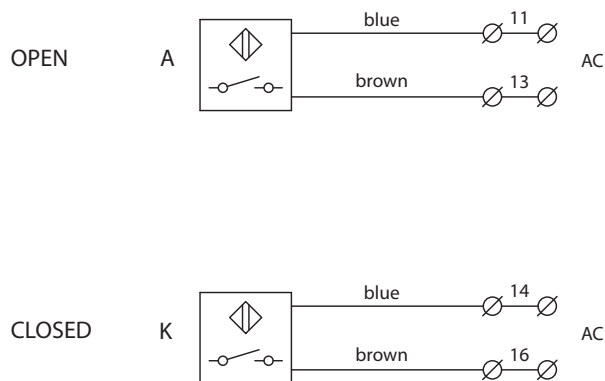 blue 11
OPEN A AC
brown 13
blue 14
CLOSED K AC
brown 16